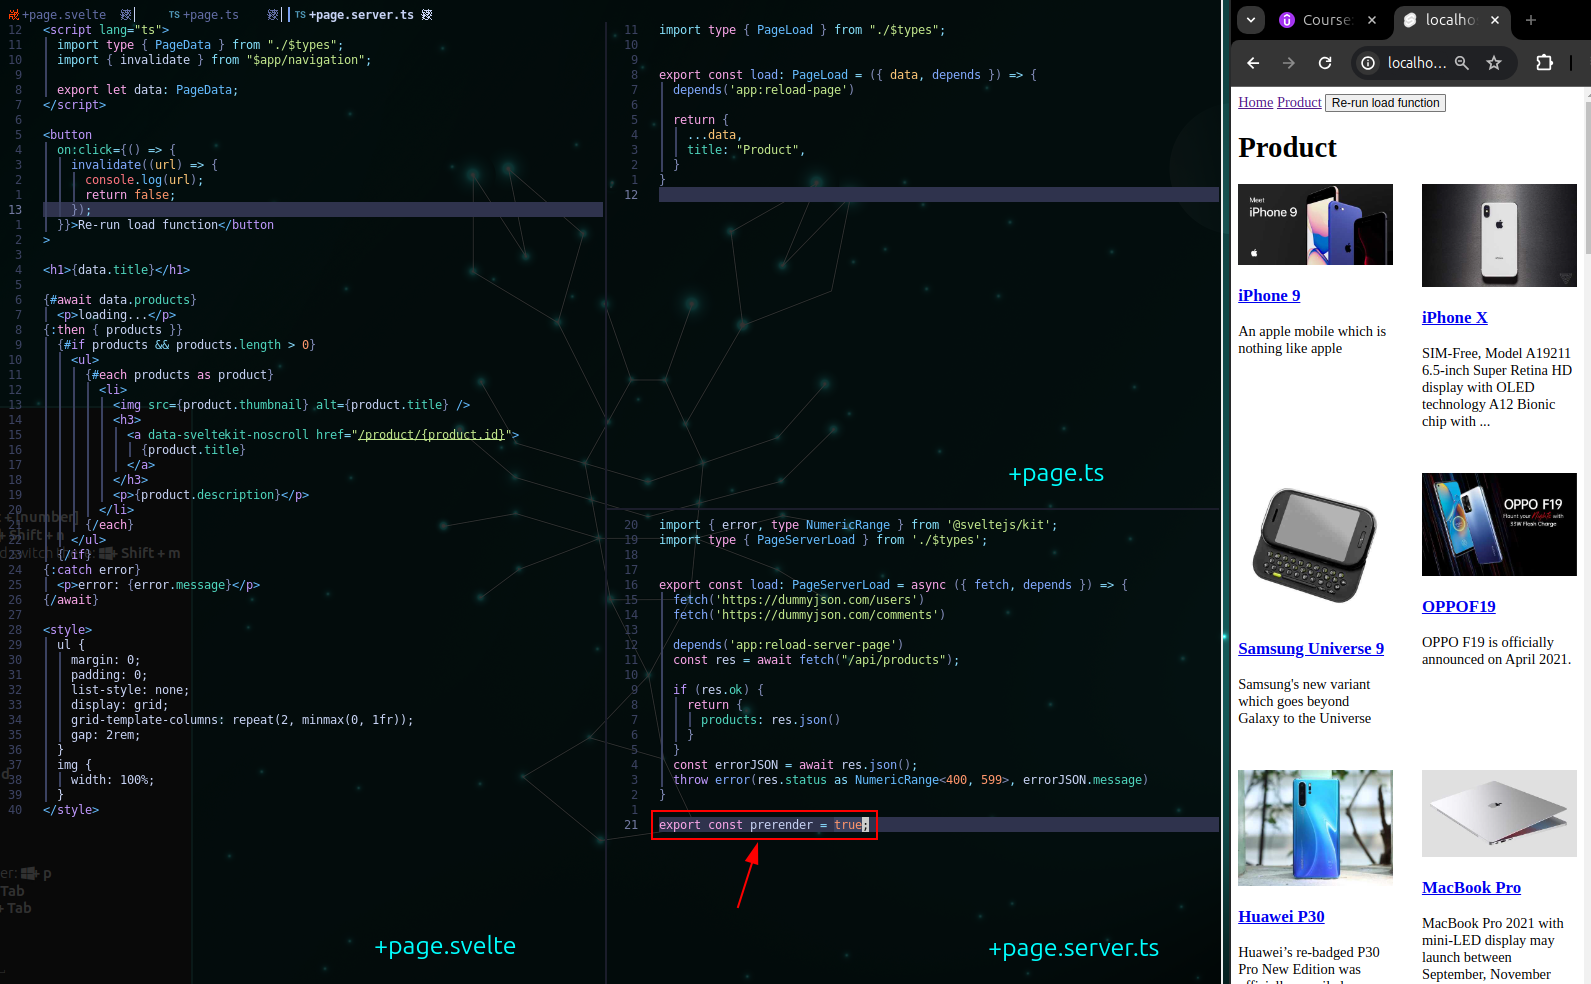 +page.svelte
TS +page.ts
TS +page.server.ts
12 <script lang="ts">
11 import type { PageData } from "./$types";
10 import { invalidate } from "$app/navigation";
9
8 export let data: PageData;
7 </script>
6
5 <button
4 on:click={() => {
3 invalidate((url) => {
2 console.log(url);
1 return false;
13 });
1 }}>Re-run load function</button
2 >
3
4 <h1>{data.title}</h1>
5
6 {#await data.products}
7 <p>loading...</p>
8 {:then { products }}
9 {#if products && products.length > 0}
10 <ul>
11 {#each products as product}
12 <li>
13 <img src={product.thumbnail} alt={product.title} />
14 <h3>
15 <a data-sveltekit-noscroll href="/product/{product.id}">
16 {product.title}
17 </a>
18 </h3>
19 <p>{product.description}</p>
20 </li>
21 {/each}
22 </ul>
23 {/if}
24 {:catch error}
25 <p>error: {error.message}</p>
26 {/await}
27
28 <style>
29 ul {
30 margin: 0;
31 padding: 0;
32 list-style: none;
33 display: grid;
34 grid-template-columns: repeat(2, minmax(0, 1fr));
35 gap: 2rem;
36 }
37 img {
38 width: 100%;
39 }
40 </style>
+ [number]
+ Shift + n
switch
+ Shift + m
d
er: + p
Tab
+ Tab
+page.svelte
11 import type { PageLoad } from "./$types";
10
9
8 export const load: PageLoad = ({ data, depends }) => {
7 depends('app:reload-page')
6
5 return {
4 ...data,
3 title: "Product",
2 }
1 }
12
+page.ts
20 import { error, type NumericRange } from '@sveltejs/kit';
19 import type { PageServerLoad } from './$types';
18
17
16 export const load: PageServerLoad = async ({ fetch, depends }) => {
15 fetch('https://dummyjson.com/users')
14 fetch('https://dummyjson.com/comments')
13
12 depends('app:reload-server-page')
11 const res = await fetch("/api/products");
10
9 if (res.ok) {
8 return {
7 products: res.json()
6 }
5 }
4 const errorJSON = await res.json();
3 throw error(res.status as NumericRange<400, 599>, errorJSON.message)
2 }
1
21 export const prerender = true;
+page.server.ts
Course
localho
localho...
Home Product Re-run load function
Product
Meet
iPhone 9
iPhone 9
An apple mobile which is
nothing like apple
iPhone X
SIM-Free, Model A19211
6.5-inch Super Retina HD
display with OLED
technology A12 Bionic
chip with ...
Samsung Universe 9
Samsung's new variant
which goes beyond
Galaxy to the Universe
OPPO F19
Flaunt your Sleek with
33W Flash Charge
OPPOF19
OPPO F19 is officially
announced on April 2021.
Huawei P30
Huawei's re-badged P30
Pro New Edition was
MacBook Pro
MacBook Pro 2021 with
mini-LED display may
launch between
September, November